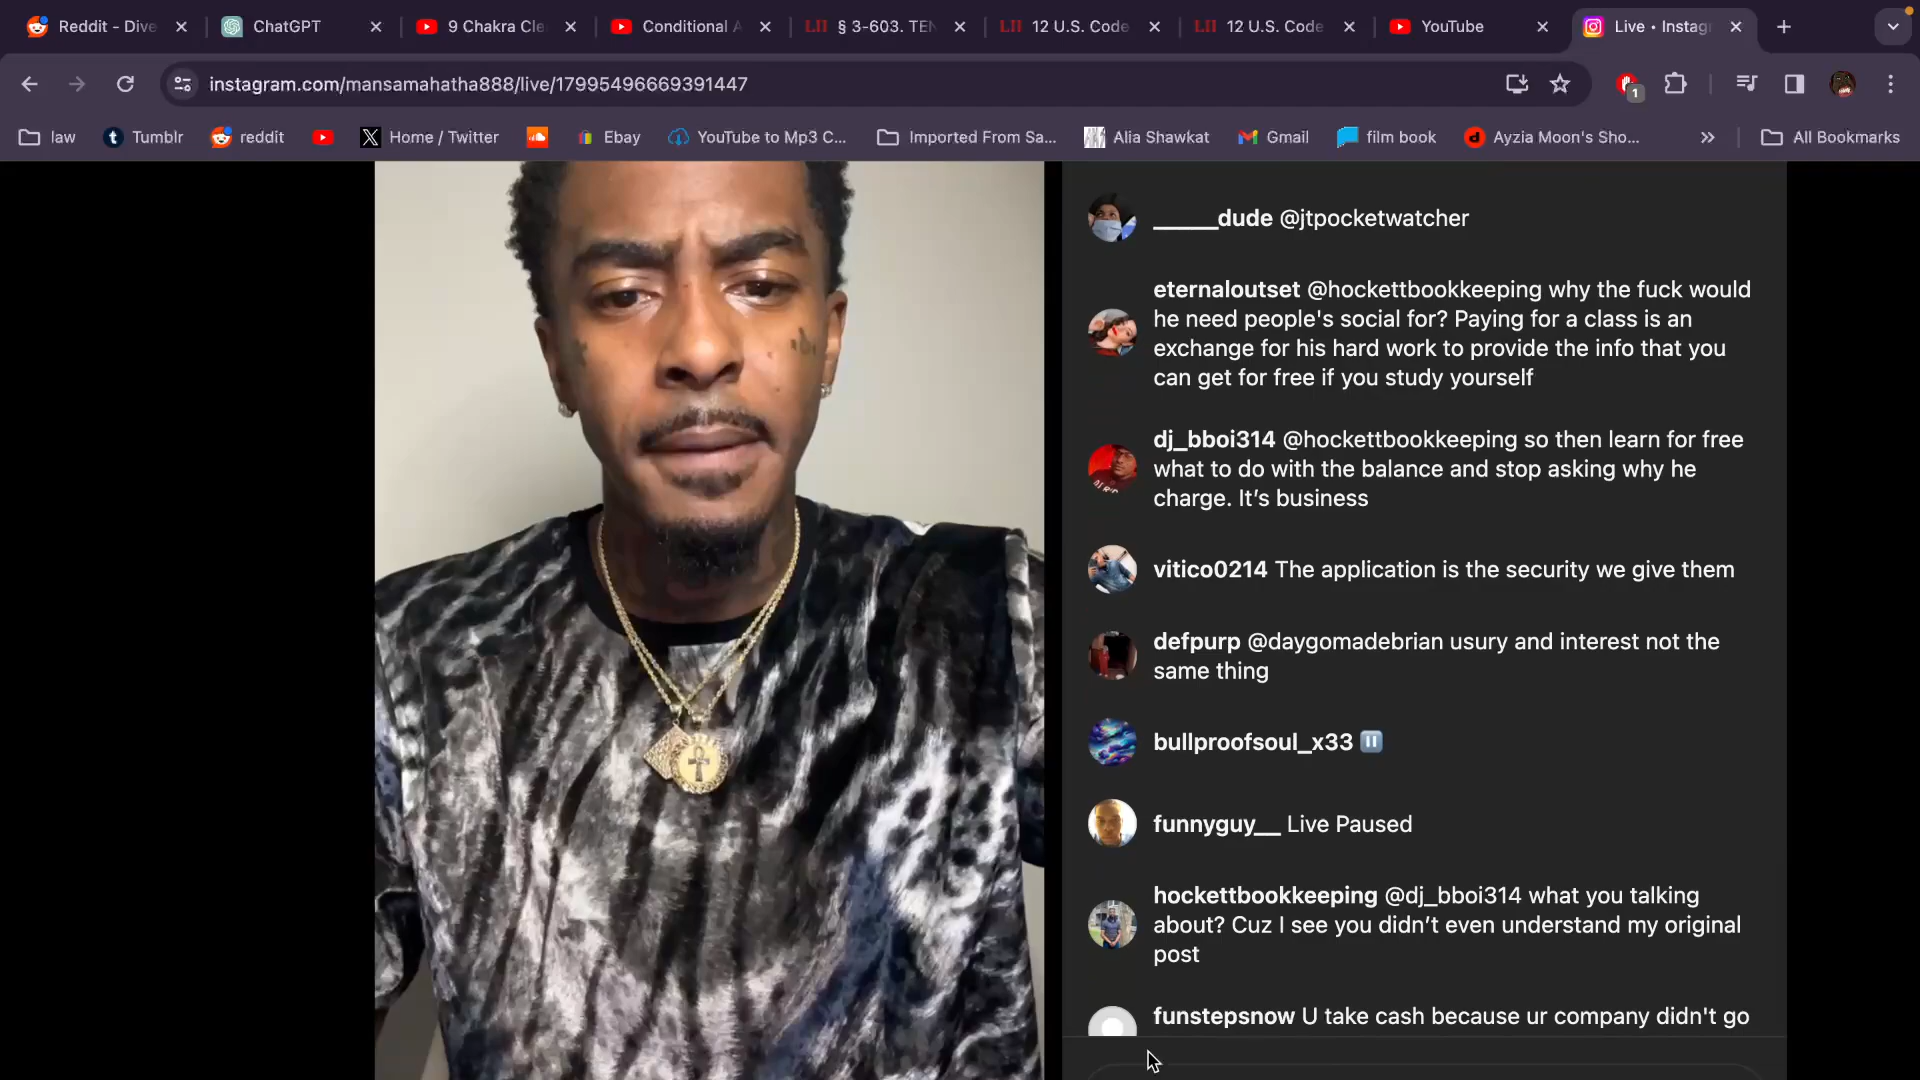 Reddit - Dive
ChatGPT
9 Chakra Cle
Conditional A
LII § 3-603. TEN
LII 12 U.S. Code
LII 12 U.S. Code
YouTube
Live • Instag
instagram.com/mansamahatha888/live/17995496669391447
1
law
Tumblr
reddit
Home / Twitter
Ebay
YouTube to Mp3 C...
Imported From Sa...
Alia Shawkat
Gmail
film book
Ayzia Moon's Sho...
All Bookmarks
______dude @jtpocketwatcher
eternaloutset @hockettbookkeeping why the fuck would
he need people's social for? Paying for a class is an
exchange for his hard work to provide the info that you
can get for free if you study yourself
dj_bboi314 @hockettbookkeeping so then learn for free
what to do with the balance and stop asking why he
charge. It’s business
vitico0214 The application is the security we give them
defpurp @daygomadebrian usury and interest not the
same thing
bullproofsoul_x33
funnyguy__ Live Paused
hockettbookkeeping @dj_bboi314 what you talking
about? Cuz I see you didn’t even understand my original
post
funstepsnow U take cash because ur company didn't go